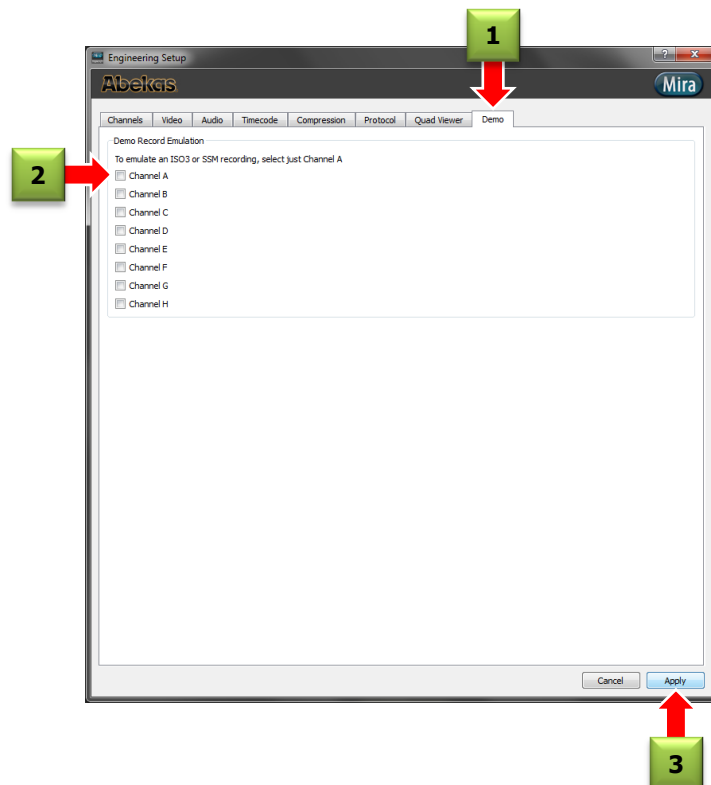 1
Engineering Setup
? x
Abekas
Mira
Channels Video Audio Timecode Compression Protocol Quad Viewer Demo
Demo Record Emulation
To emulate an ISO3 or SSM recording, select just Channel A
2
Channel A
Channel B
Channel C
Channel D
Channel E
Channel F
Channel G
Channel H
Cancel Apply
3